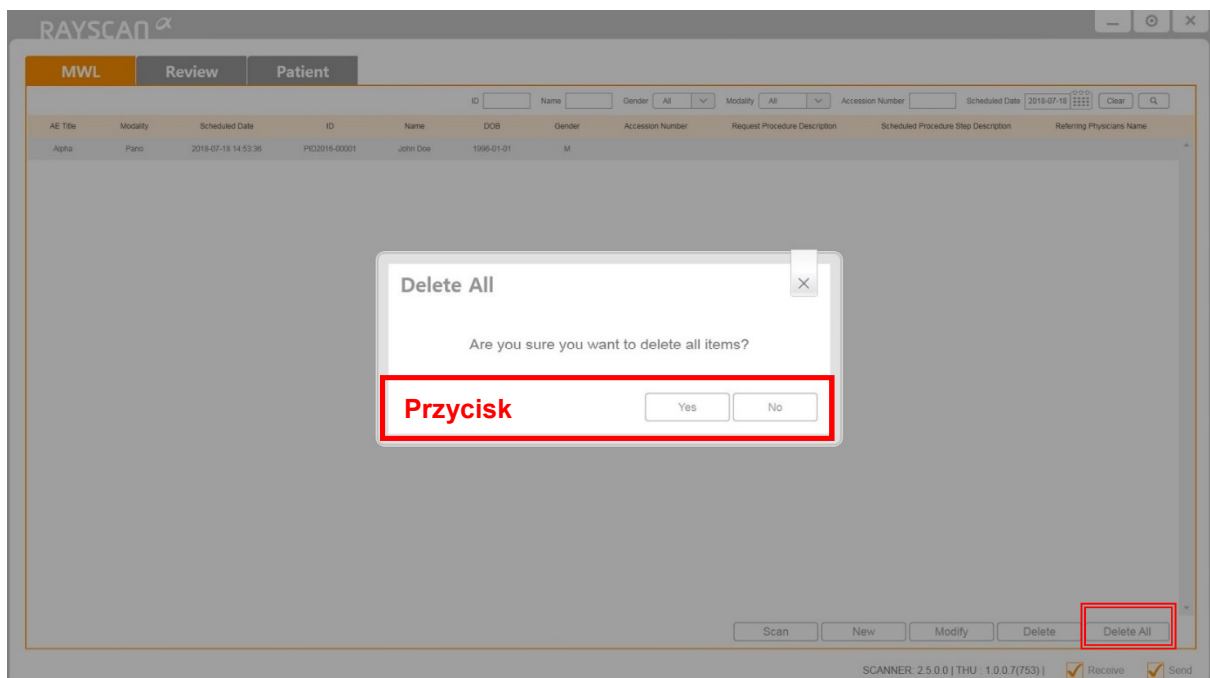 RAYSCAN α
MWL Review Patient
ID Name Gender All Modality All Accession Number Scheduled Date 2018-07-18 Clear
AE Title Modality Scheduled Date ID Name DOB Gender Accession Number Request Procedure Description Scheduled Procedure Step Description Referring Physicians Name
Alpha Pano 2018-07-18 14:53:36 PID2016-00001 John Doe 1996-01-01 M
Delete All
Are you sure you want to delete all items?
Przycisk Yes No
Scan New Modify Delete Delete All
SCANNER: 2.5.0.0 | THU : 1.0.0.7(753) | Receive Send